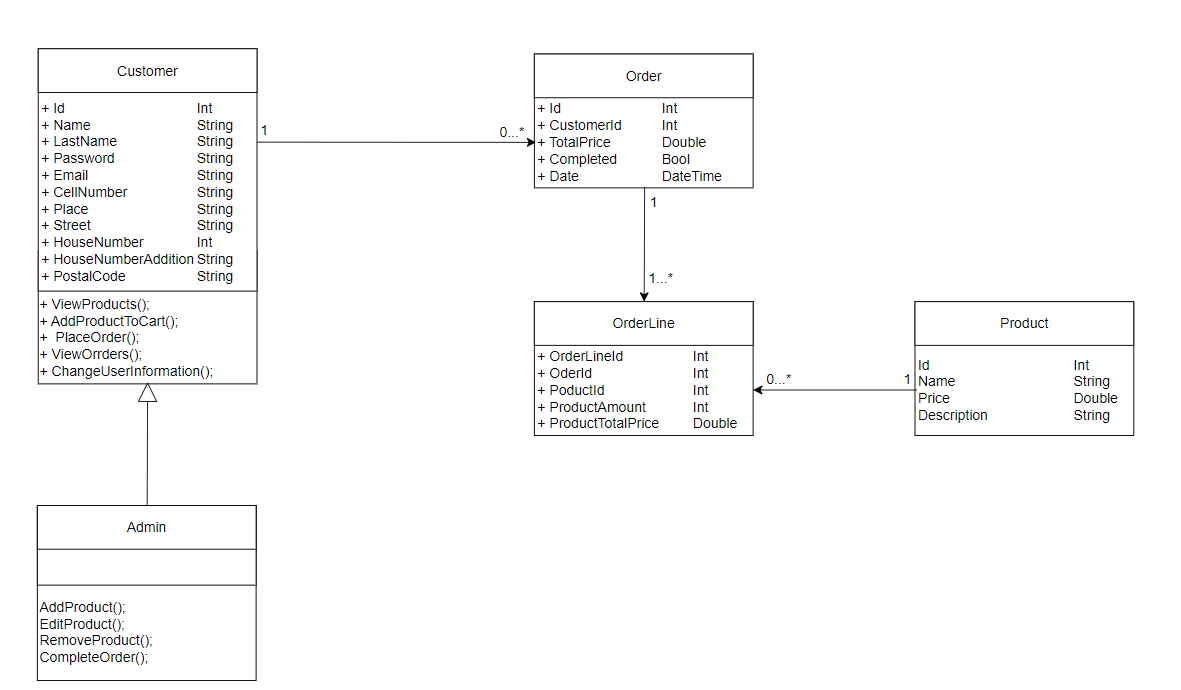 Customer
+ Id Int
+ Name String
+ LastName String
+ Password String
+ Email String
+ CellNumber String
+ Place String
+ Street String
+ HouseNumber Int
+ HouseNumberAddition String
+ PostalCode String
+ ViewProducts();
+ AddProductToCart();
+ PlaceOrder();
+ ViewOrrders();
+ ChangeUserInformation();
1
0...*
Order
+ Id Int
+ CustomerId Int
+ TotalPrice Double
+ Completed Bool
+ Date DateTime
1
1...*
OrderLine
+ OrderLineId Int
+ OderId Int
+ PoductId Int
+ ProductAmount Int
+ ProductTotalPrice Double
0...*
1
Product
Id Int
Name String
Price Double
Description String
Admin
AddProduct();
EditProduct();
RemoveProduct();
CompleteOrder();